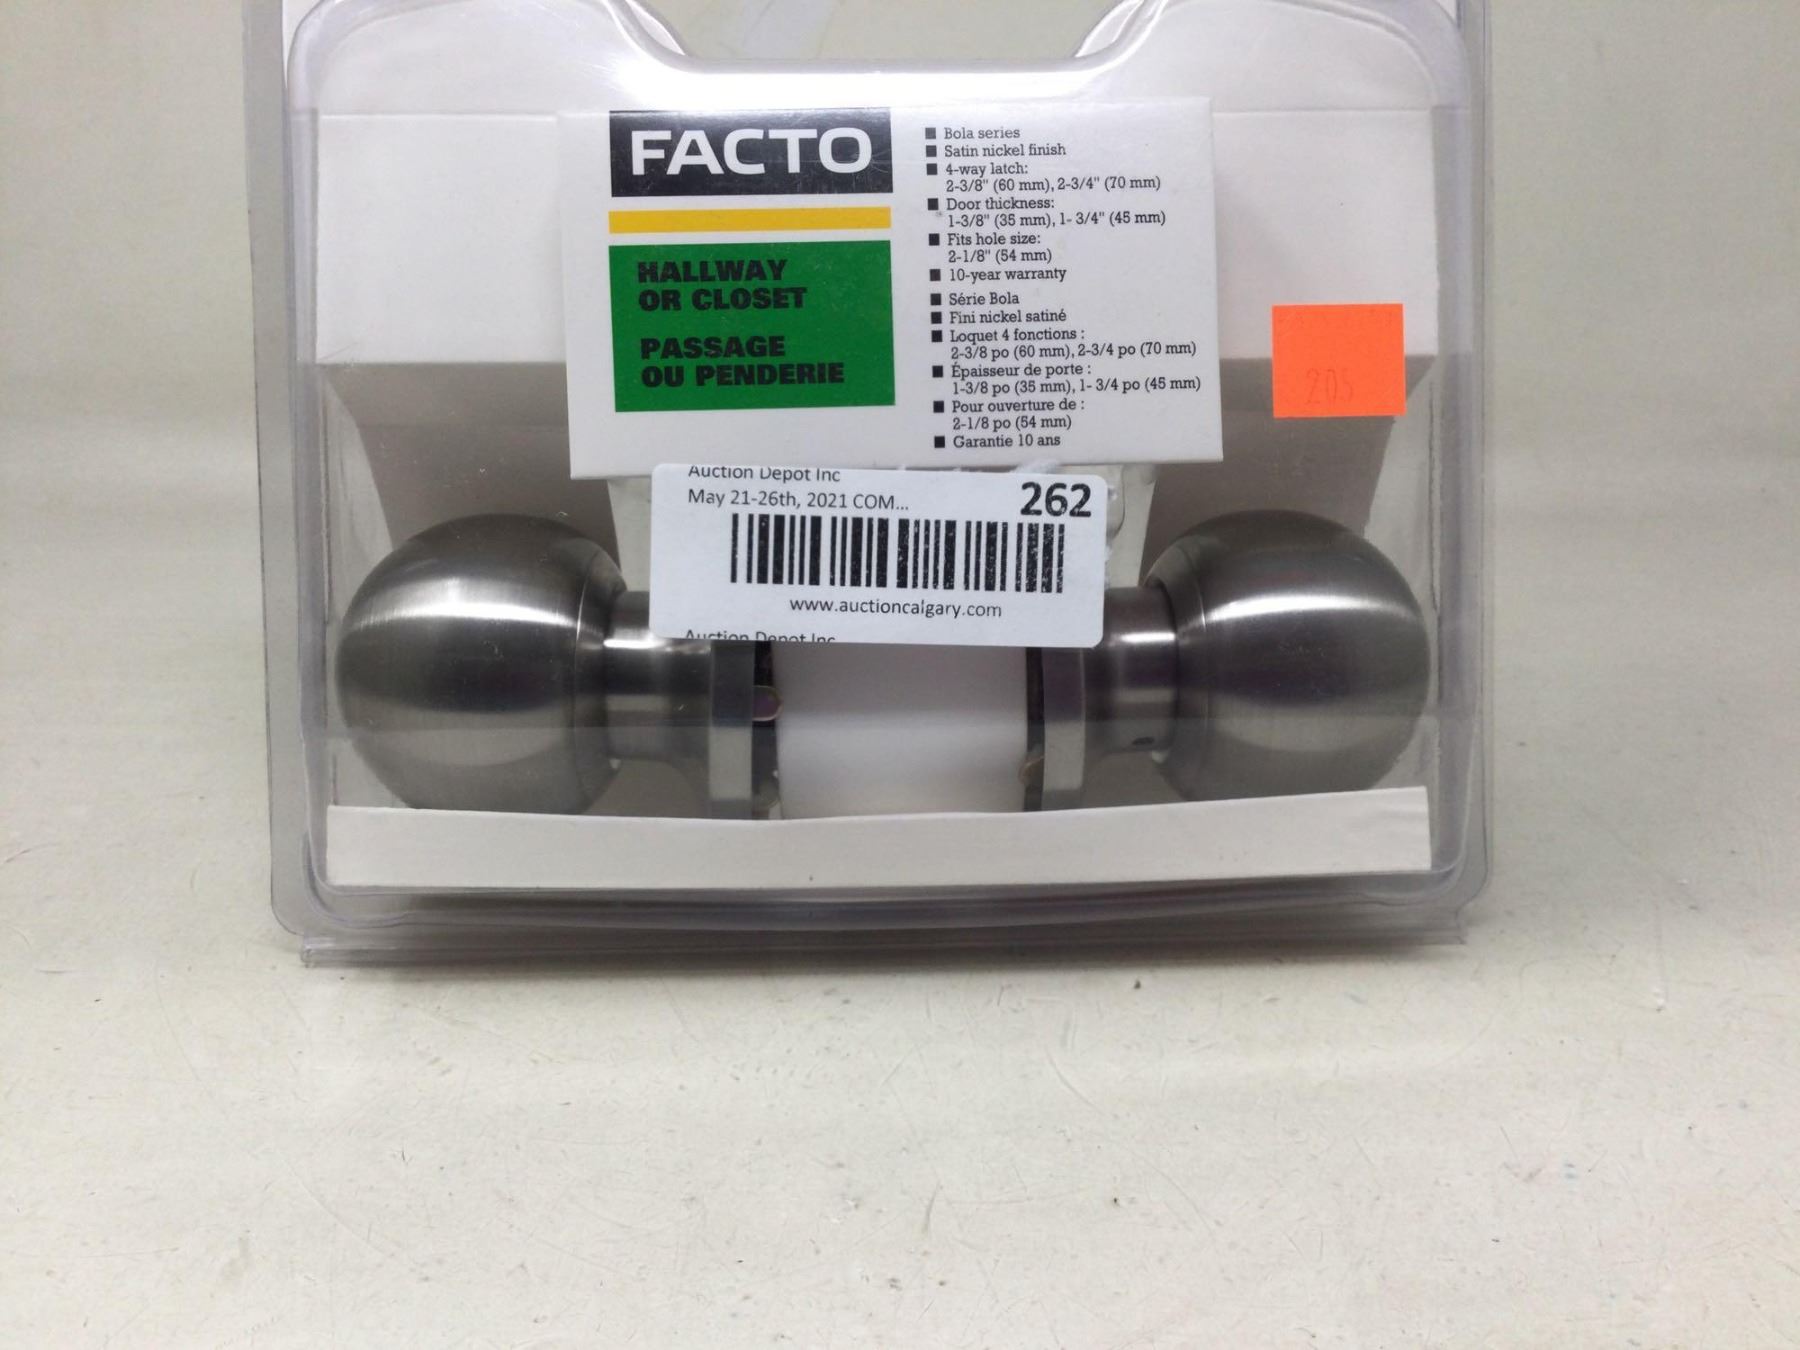 FACTO
HALLWAY
OR CLOSET
PASSAGE
OU PENDERIE
■ Bola series
■ Satin nickel finish
■ 4-way latch:
2-3/8" (60 mm), 2-3/4" (70 mm)
■ Door thickness:
1-3/8" (35 mm), 1- 3/4" (45 mm)
■ Fits hole size:
2-1/8" (54 mm)
■ 10-year warranty
■ Série Bola
■ Fini nickel satiné
■ Loquet 4 fonctions :
2-3/8 po (60 mm), 2-3/4 po (70 mm)
■ Épaisseur de porte :
1-3/8 po (35 mm), 1- 3/4 po (45 mm)
■ Pour ouverture de :
2-1/8 po (54 mm)
■ Garantie 10 ans
205
Auction Depot Inc
May 21-26th, 2021 COM...
262
www.auctioncalgary.com
Auction Depot Inc